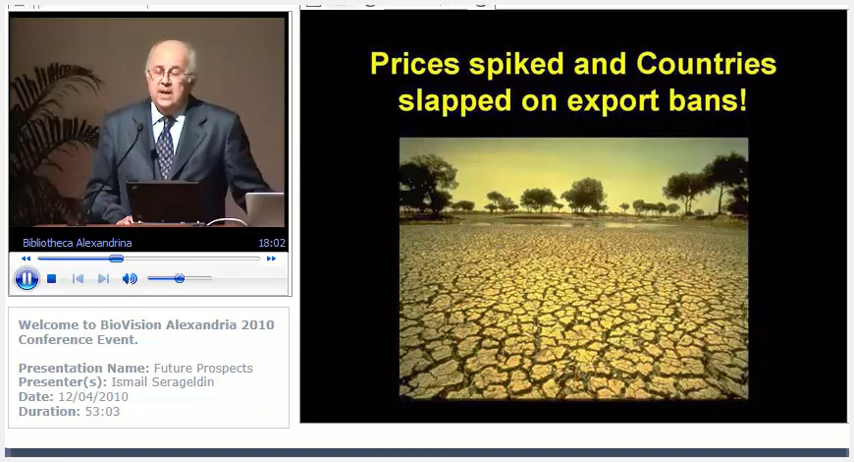 Prices spiked and Countries
slapped on export bans!
Bibliotheca Alexandrina 18:02
Welcome to BioVision Alexandria 2010
Conference Event.
Presentation Name: Future Prospects
Presenter(s): Ismail Serageldin
Date: 12/04/2010
Duration: 53:03